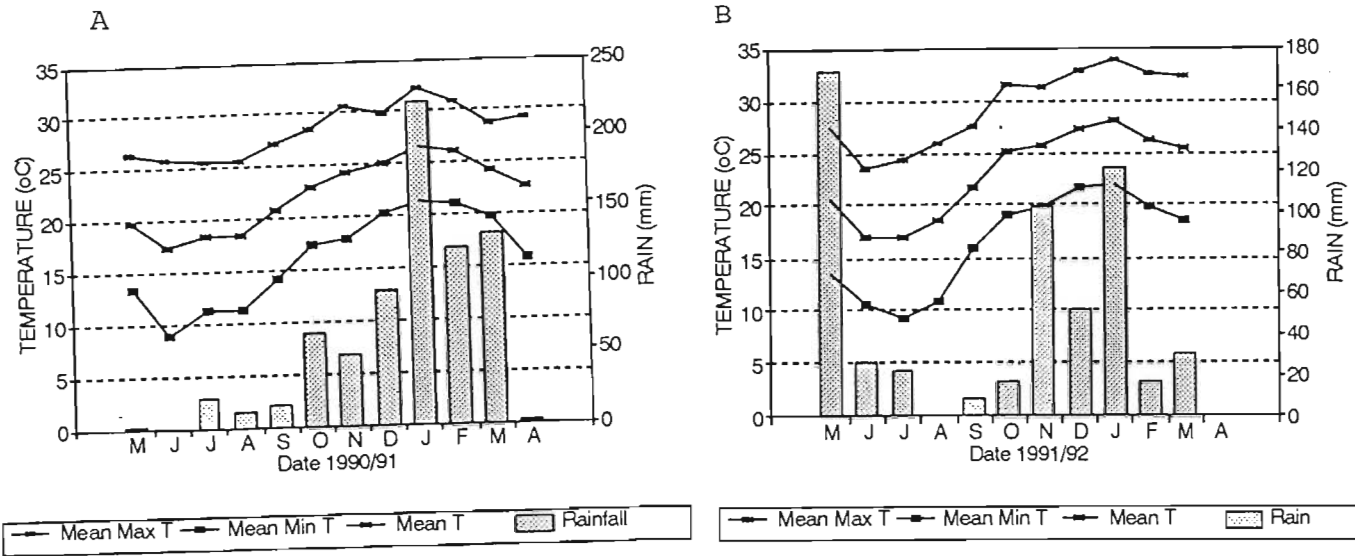 A
TEMPERATURE (oC)
35
30
25
20
15
10
5
0
250
200
150
100
50
0
RAIN (mm)
M J J A S O N D J F M A
Date 1990/91
Mean Max T Mean Min T Mean T Rainfall
B
TEMPERATURE (oC)
35
30
25
20
15
10
5
0
180
160
140
120
100
80
60
40
20
0
RAIN (mm)
M J J A S O N D J F M A
Date 1991/92
Mean Max T Mean Min T Mean T Rain